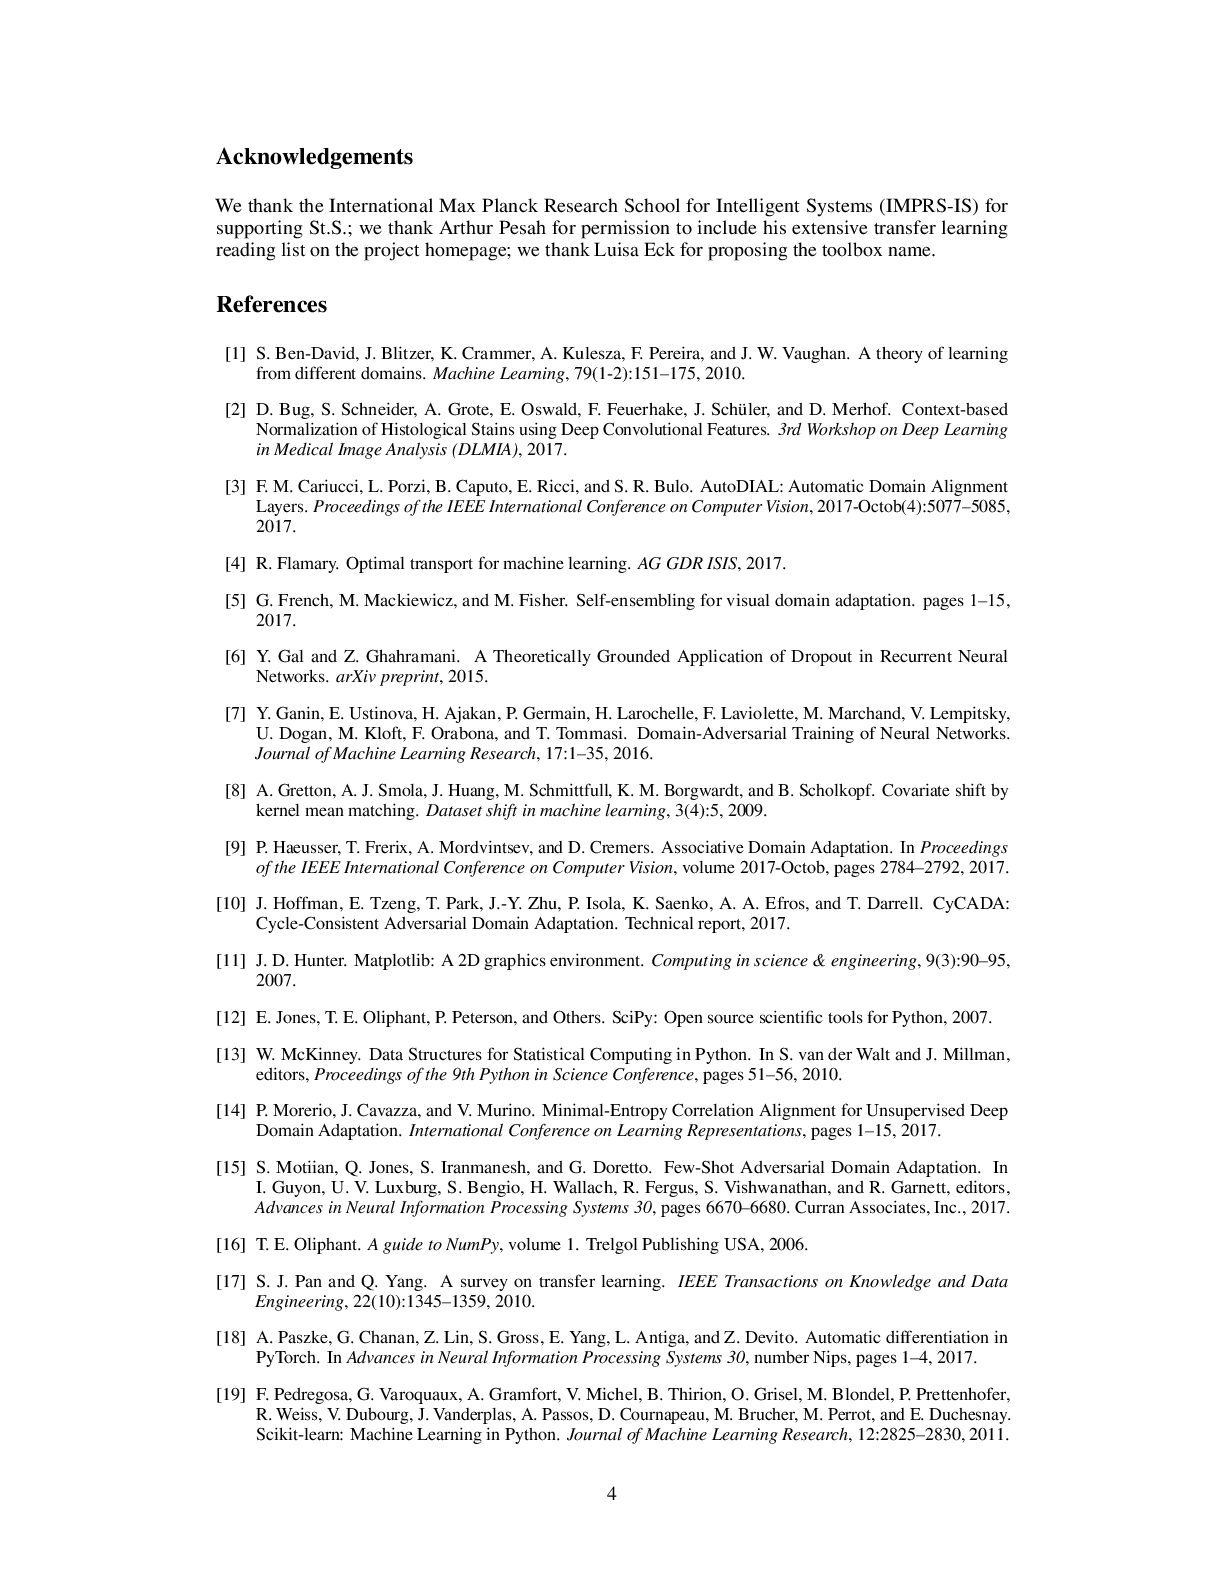 Acknowledgements
We thank the International Max Planck Research School for Intelligent Systems (IMPRS-IS) for
supporting St.S.; we thank Arthur Pesah for permission to include his extensive transfer learning
reading list on the project homepage; we thank Luisa Eck for proposing the toolbox name.
References
[1] S. Ben-David, J. Blitzer, K. Crammer, A. Kulesza, F. Pereira, and J. W. Vaughan. A theory of learning
from different domains. Machine Learning, 79(1-2):151–175, 2010.
[2] D. Bug, S. Schneider, A. Grote, E. Oswald, F. Feuerhake, J. Schüler, and D. Merhof. Context-based
Normalization of Histological Stains using Deep Convolutional Features. 3rd Workshop on Deep Learning
in Medical Image Analysis (DLMIA), 2017.
[3] F. M. Cariucci, L. Porzi, B. Caputo, E. Ricci, and S. R. Bulo. AutoDIAL: Automatic Domain Alignment
Layers. Proceedings of the IEEE International Conference on Computer Vision, 2017-Octob(4):5077–5085,
2017.
[4] R. Flamary. Optimal transport for machine learning. AG GDR ISIS, 2017.
[5] G. French, M. Mackiewicz, and M. Fisher. Self-ensembling for visual domain adaptation. pages 1–15,
2017.
[6] Y. Gal and Z. Ghahramani. A Theoretically Grounded Application of Dropout in Recurrent Neural
Networks. arXiv preprint, 2015.
[7] Y. Ganin, E. Ustinova, H. Ajakan, P. Germain, H. Larochelle, F. Laviolette, M. Marchand, V. Lempitsky,
U. Dogan, M. Kloft, F. Orabona, and T. Tommasi. Domain-Adversarial Training of Neural Networks.
Journal of Machine Learning Research, 17:1–35, 2016.
[8] A. Gretton, A. J. Smola, J. Huang, M. Schmittfull, K. M. Borgwardt, and B. Scholkopf. Covariate shift by
kernel mean matching. Dataset shift in machine learning, 3(4):5, 2009.
[9] P. Haeusser, T. Frerix, A. Mordvintsev, and D. Cremers. Associative Domain Adaptation. In Proceedings
of the IEEE International Conference on Computer Vision, volume 2017-Octob, pages 2784–2792, 2017.
[10] J. Hoffman, E. Tzeng, T. Park, J.-Y. Zhu, P. Isola, K. Saenko, A. A. Efros, and T. Darrell. CyCADA:
Cycle-Consistent Adversarial Domain Adaptation. Technical report, 2017.
[11] J. D. Hunter. Matplotlib: A 2D graphics environment. Computing in science & engineering, 9(3):90–95,
2007.
[12] E. Jones, T. E. Oliphant, P. Peterson, and Others. SciPy: Open source scientific tools for Python, 2007.
[13] W. McKinney. Data Structures for Statistical Computing in Python. In S. van der Walt and J. Millman,
editors, Proceedings of the 9th Python in Science Conference, pages 51–56, 2010.
[14] P. Morerio, J. Cavazza, and V. Murino. Minimal-Entropy Correlation Alignment for Unsupervised Deep
Domain Adaptation. International Conference on Learning Representations, pages 1–15, 2017.
[15] S. Motiian, Q. Jones, S. Iranmanesh, and G. Doretto. Few-Shot Adversarial Domain Adaptation. In
I. Guyon, U. V. Luxburg, S. Bengio, H. Wallach, R. Fergus, S. Vishwanathan, and R. Garnett, editors,
Advances in Neural Information Processing Systems 30, pages 6670–6680. Curran Associates, Inc., 2017.
[16] T. E. Oliphant. A guide to NumPy, volume 1. Trelgol Publishing USA, 2006.
[17] S. J. Pan and Q. Yang. A survey on transfer learning. IEEE Transactions on Knowledge and Data
Engineering, 22(10):1345–1359, 2010.
[18] A. Paszke, G. Chanan, Z. Lin, S. Gross, E. Yang, L. Antiga, and Z. Devito. Automatic differentiation in
PyTorch. In Advances in Neural Information Processing Systems 30, number Nips, pages 1–4, 2017.
[19] F. Pedregosa, G. Varoquaux, A. Gramfort, V. Michel, B. Thirion, O. Grisel, M. Blondel, P. Prettenhofer,
R. Weiss, V. Dubourg, J. Vanderplas, A. Passos, D. Cournapeau, M. Brucher, M. Perrot, and E. Duchesnay.
Scikit-learn: Machine Learning in Python. Journal of Machine Learning Research, 12:2825–2830, 2011.
4